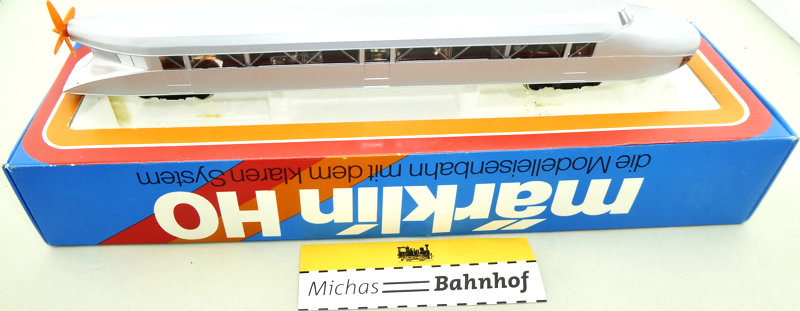 die Modelleisenbahn mit dem klaren System
märklin HO
Michas Bahnhof